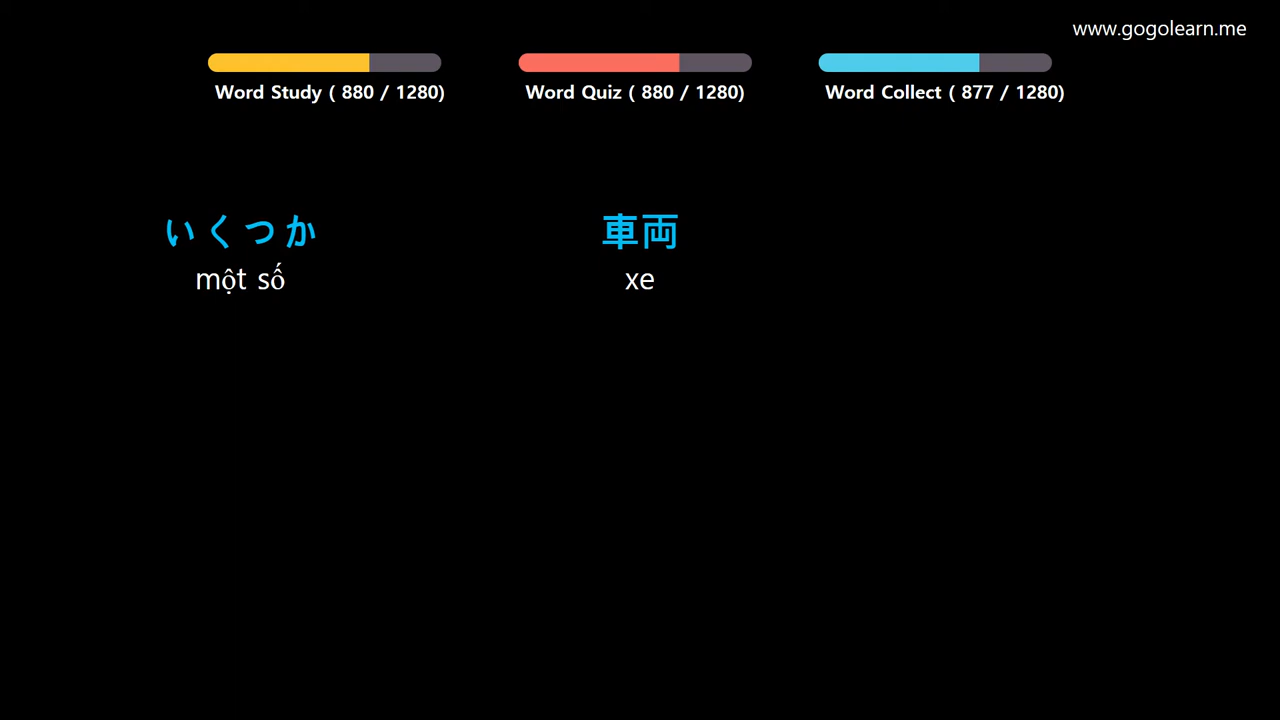 www.gogolearn.me
Word Study ( 880 / 1280)
Word Quiz ( 880 / 1280)
Word Collect ( 877 / 1280)
いくつか
một số
車両
xe